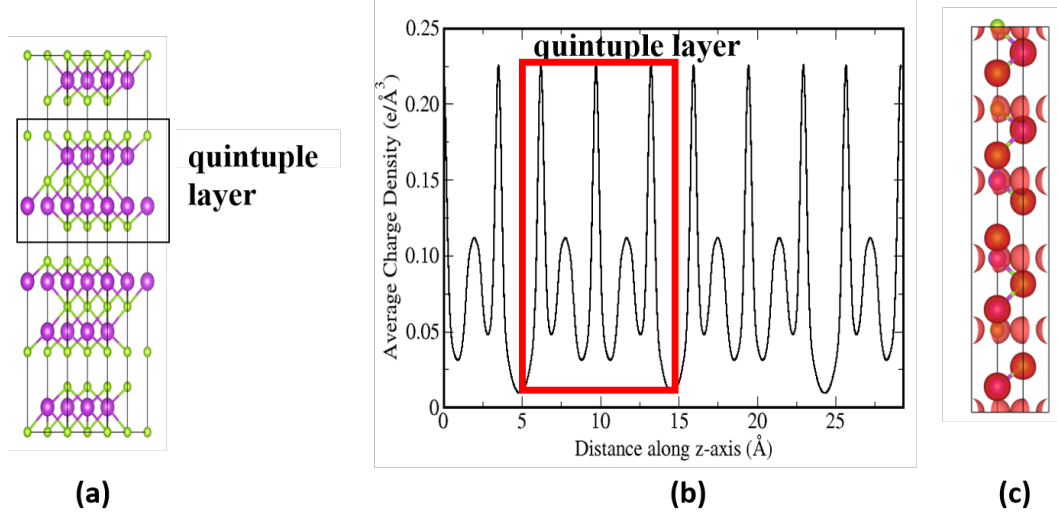 quintuple
layer
quintuple layer
Average Charge Density (e/Å³)
0.25
0.20
0.15
0.10
0.05
0
0
5
10
15
20
25
Distance along z-axis (Å)
(a)
(b)
(c)